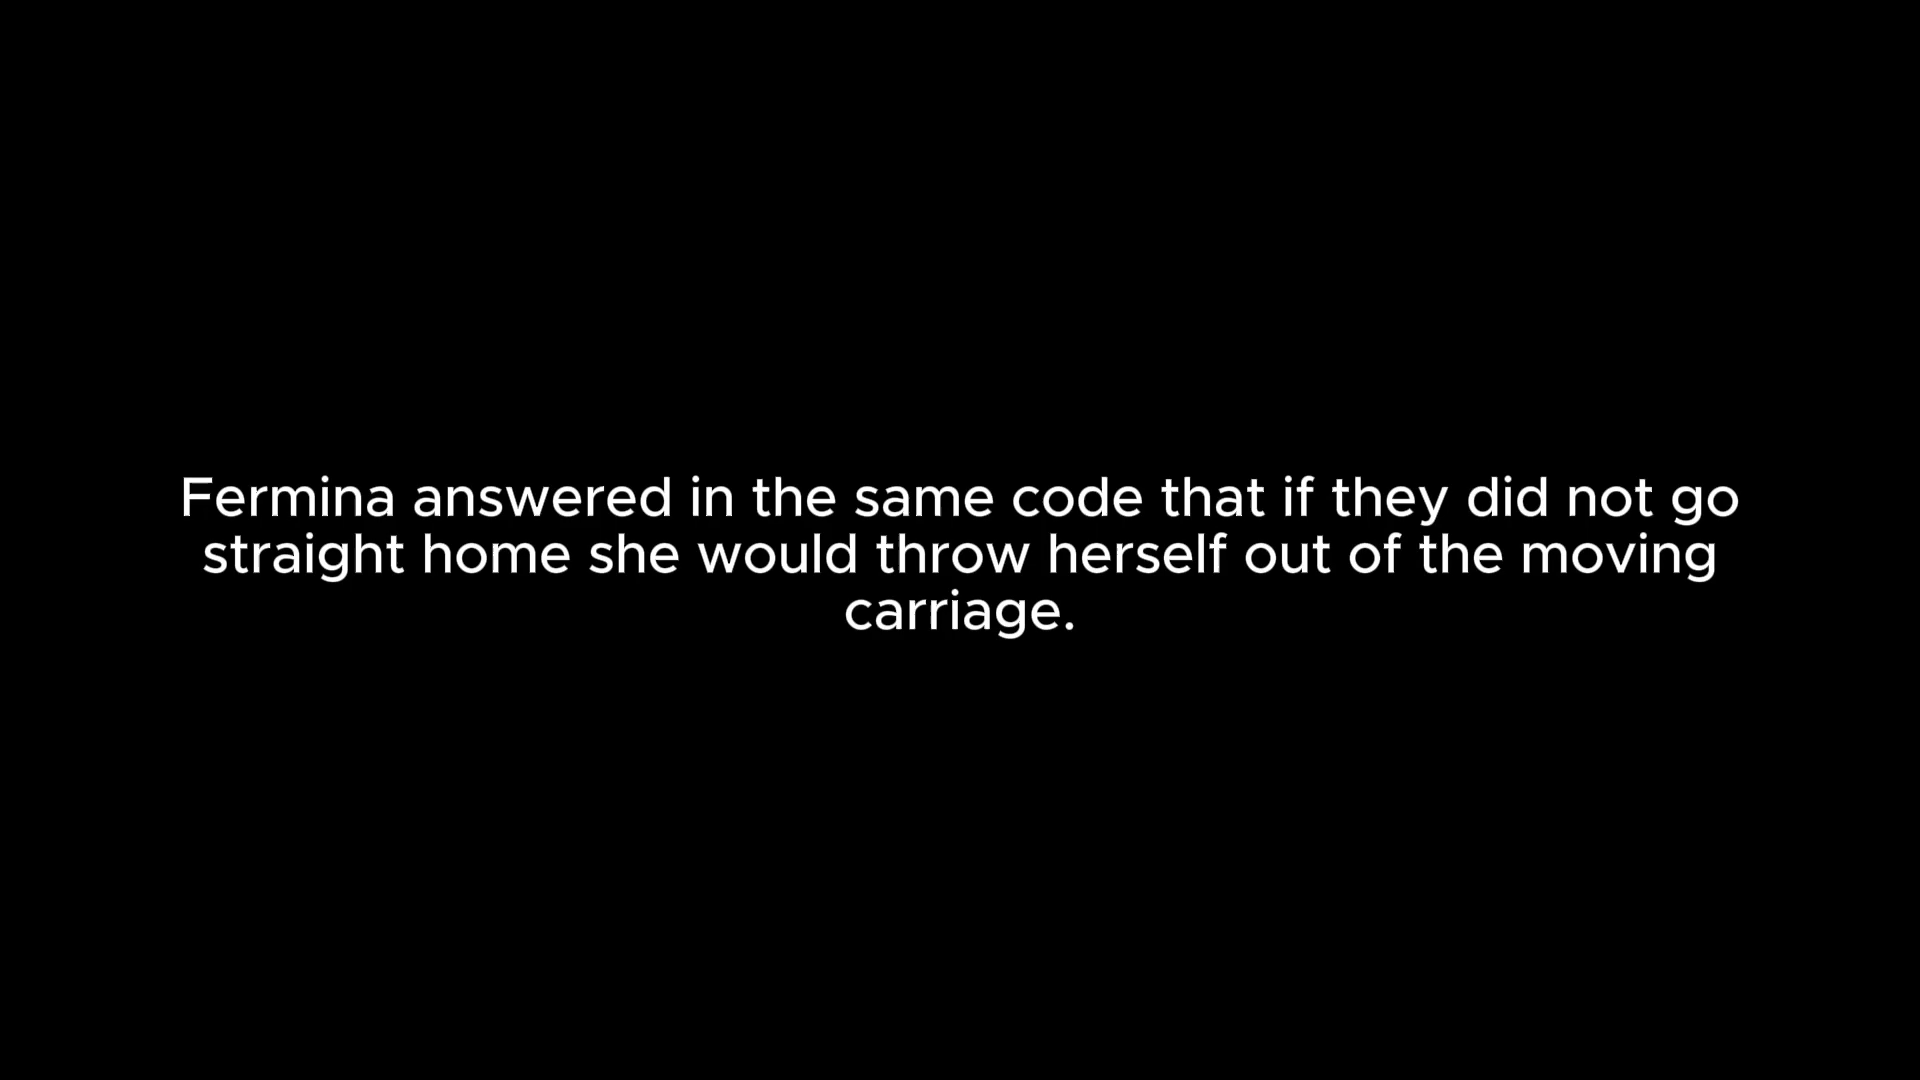 Fermina answered in the same code that if they did not go
straight home she would throw herself out of the moving
carriage.